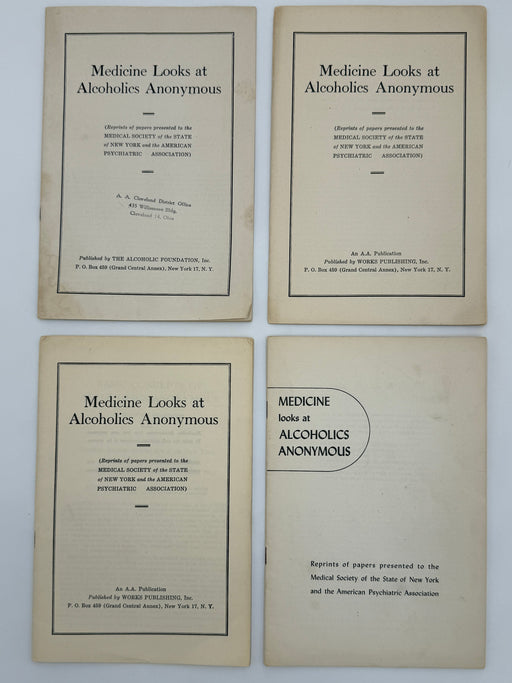 Medicine Looks at
Alcoholics Anonymous
(Reprints of papers presented to the
MEDICAL SOCIETY of the STATE
of NEW YORK and the AMERICAN
PSYCHIATRIC ASSOCIATION)
A. A. Cleveland District Office
433 Williamson Bldg.
Cleveland 14, Ohio
Published by THE ALCOHOLIC FOUNDATION, Inc.
P. O. Box 459 (Grand Central Annex), New York 17, N. Y.
Medicine Looks at
Alcoholics Anonymous
(Reprints of papers presented to the
MEDICAL SOCIETY of the STATE
of NEW YORK and the AMERICAN
PSYCHIATRIC ASSOCIATION)
An A.A. Publication
Published by WORKS PUBLISHING, Inc.
P. O. Box 459 (Grand Central Annex), New York 17, N. Y.
Medicine Looks at
Alcoholics Anonymous
(Reprints of papers presented to the
MEDICAL SOCIETY of the STATE
of NEW YORK and the AMERICAN
PSYCHIATRIC ASSOCIATION)
An A.A. Publication
Published by WORKS PUBLISHING, Inc.
P. O. Box 459 (Grand Central Annex), New York 17, N. Y.
MEDICINE
looks at
ALCOHOLICS
ANONYMOUS
Reprints of papers presented to the
Medical Society of the State of New York
and the American Psychiatric Association